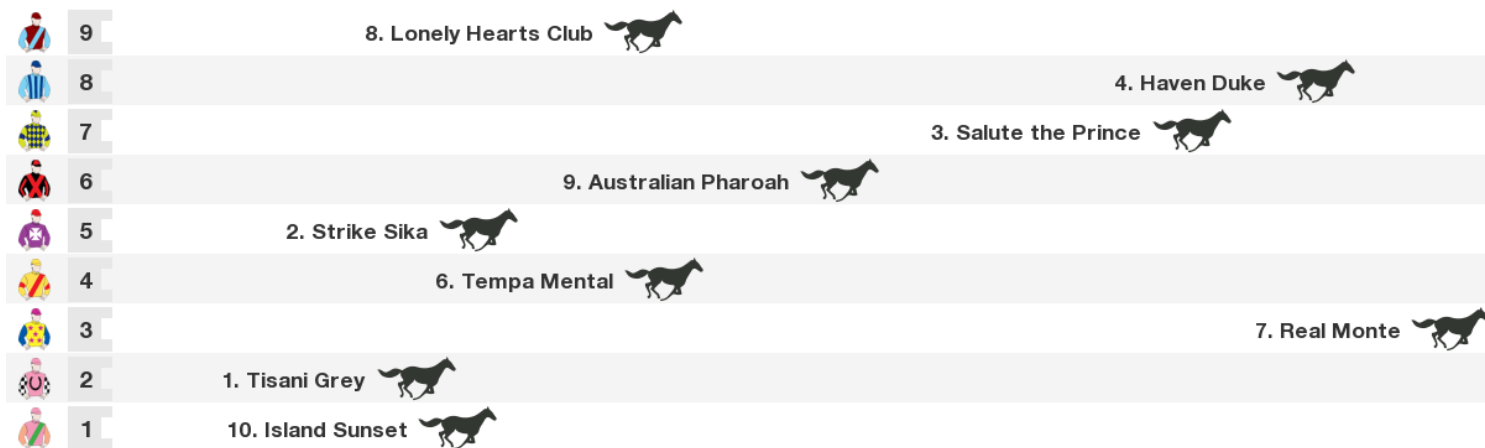 9 8. Lonely Hearts Club
8 4. Haven Duke
7 3. Salute the Prince
6 9. Australian Pharoah
5 2. Strike Sika
4 6. Tempa Mental
3 7. Real Monte
2 1. Tisani Grey
1 10. Island Sunset